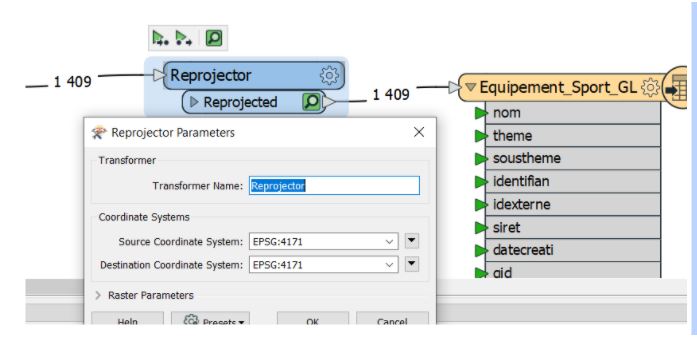 Reprojector
1 409
Reprojected
1 409
Equipement_Sport_GL
nom
theme
soustheme
identifian
idexterne
siret
datecreati
gid
Reprojector Parameters
Transformer
Transformer Name: Reprojector
Coordinate Systems
Source Coordinate System: EPSG:4171
Destination Coordinate System: EPSG:4171
Raster Parameters
Help Presets OK Cancel